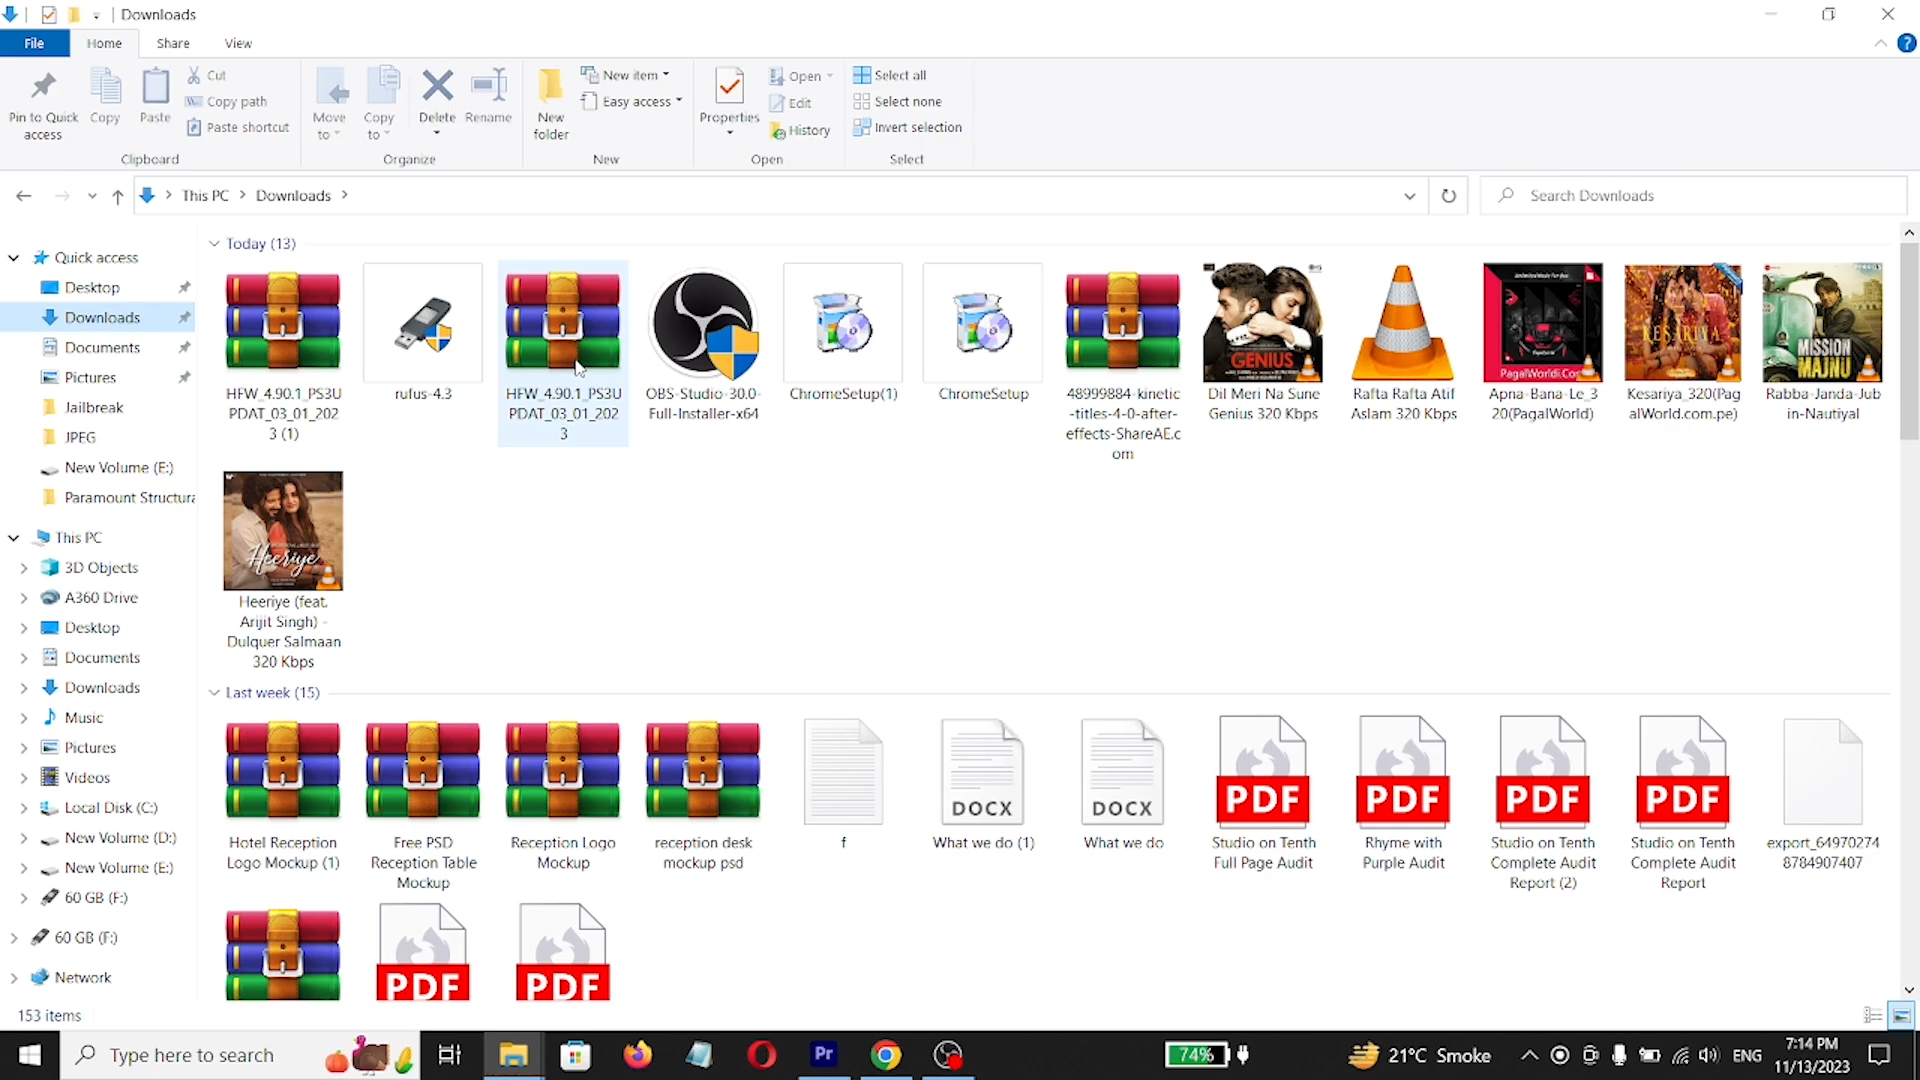 Downloads
File Home Share View
Pin to Quick access
Copy
Paste
Cut
Copy path
Paste shortcut
Clipboard
Move to
Copy to
Delete
Rename
Organize
New folder
New item
Easy access
New
Properties
Open
Edit
History
Open
Select all
Select none
Invert selection
Select
This PC
Downloads
Search Downloads
Quick access
Desktop
Downloads
Documents
Pictures
Jailbreak
JPEG
New Volume (E:)
Paramount Structura
This PC
3D Objects
A360 Drive
Desktop
Documents
Downloads
Music
Pictures
Videos
Local Disk (C:)
New Volume (D:)
New Volume (E:)
60 GB (F:)
60 GB (F:)
Network
Today (13)
HFW_4.90.1_PS3U
PDAT_03_01_202
3 (1)
rufus-4.3
HFW_4.90.1_PS3U
PDAT_03_01_202
3
OBS-Studio-30.0-
Full-Installer-x64
ChromeSetup(1)
ChromeSetup
48999884-kinetic
-titles-4-0-after-
effects-ShareAE.c
om
GENIUS
Dil Meri Na Sune
Genius 320 Kbps
Rafta Rafta Atif
Aslam 320 Kbps
PagalWorldi.Com
Apna-Bana-Le_3
20(PagalWorld)
KESARIYA
Kesariya_320(Pag
alWorld.com.pe)
MISSION
MAJNU
Rabba-Janda-Jub
in-Nautiyal
Heeriye
Heeriye (feat.
Arijit Singh) -
Dulquer Salmaan
320 Kbps
Last week (15)
Hotel Reception
Logo Mockup (1)
Free PSD
Reception Table
Mockup
Reception Logo
Mockup
reception desk
mockup psd
f
DOCX
What we do (1)
DOCX
What we do
PDF
Studio on Tenth
Full Page Audit
PDF
Rhyme with
Purple Audit
PDF
Studio on Tenth
Complete Audit
Report (2)
PDF
Studio on Tenth
Complete Audit
Report
export_64970274
8784907407
PDF
PDF
153 items
Type here to search
Pr
74%
21°C Smoke
ENG
7:14 PM
11/13/2023